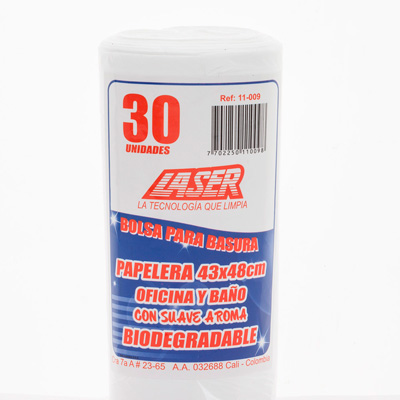 Ref: 11-009
30
UNIDADES
7702250110098
LASER
LA TECNOLOGÍA QUE LIMPIA
BOLSA PARA BASURA
PAPELERA 43x48cm
OFICINA Y BAÑO
CON SUAVE AROMA
BIODEGRADABLE
7a A # 23-65 A.A. 032688 Cali - Colombia